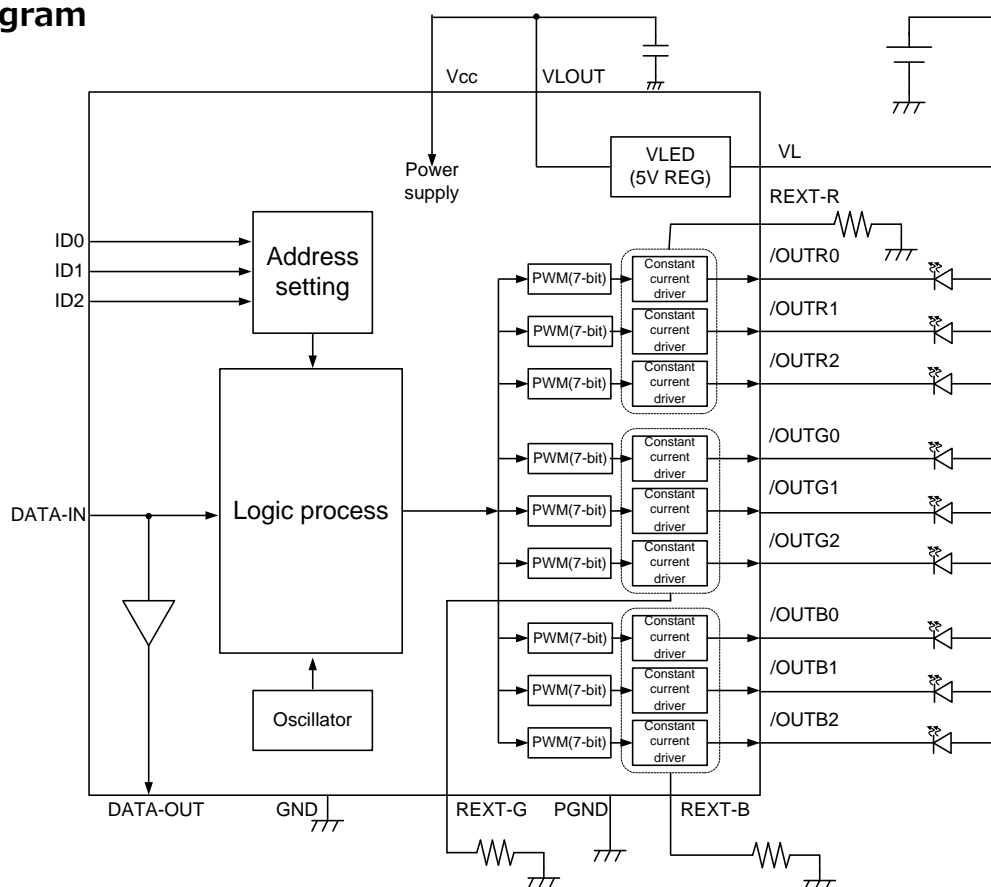 gram
Vcc
VLOUT
Power
supply
VLED
(5V REG)
VL
REXT-R
ID0
ID1
ID2
Address
setting
PWM(7-bit)
Constant
current
driver
/OUTR0
PWM(7-bit)
Constant
current
driver
/OUTR1
PWM(7-bit)
Constant
current
driver
/OUTR2
PWM(7-bit)
Constant
current
driver
/OUTG0
DATA-IN
Logic process
PWM(7-bit)
Constant
current
driver
/OUTG1
PWM(7-bit)
Constant
current
driver
/OUTG2
PWM(7-bit)
Constant
current
driver
/OUTB0
PWM(7-bit)
Constant
current
driver
/OUTB1
Oscillator
PWM(7-bit)
Constant
current
driver
/OUTB2
DATA-OUT
GND
REXT-G
PGND
REXT-B